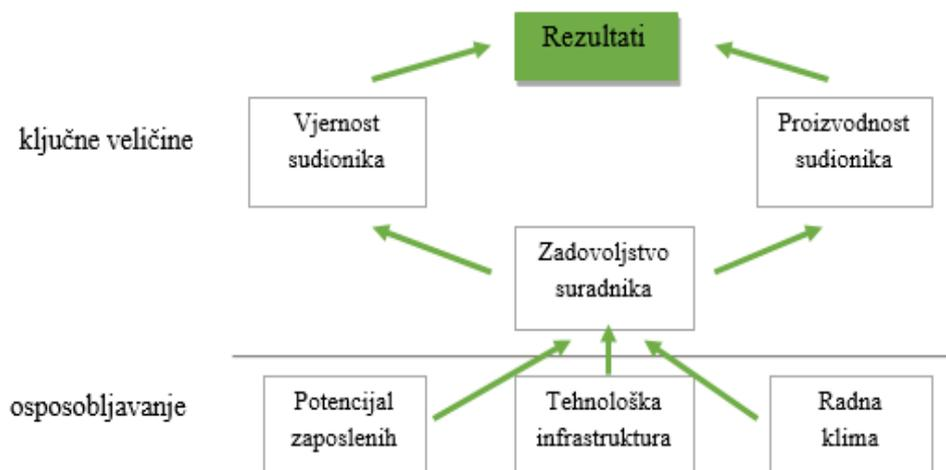 Rezultati
ključne veličine
Vjernost
sudionika
Proizvodnost
sudionika
Zadovoljstvo
suradnika
osposobljavanje
Potencijal
zaposlenih
Tehnološka
infrastruktura
Radna
klima